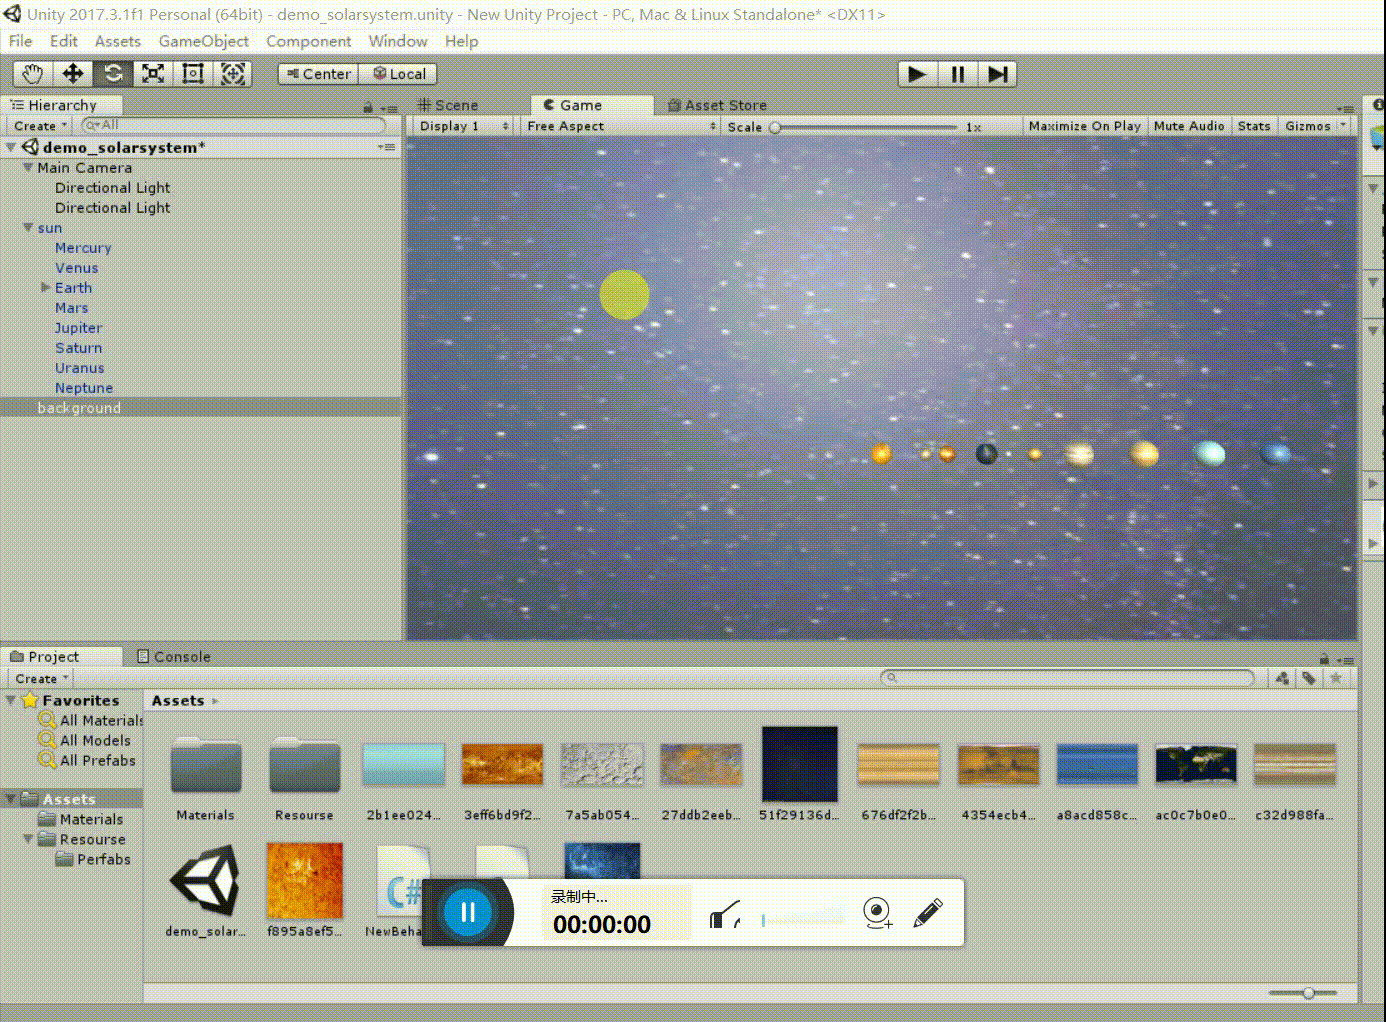 Unity 2017.3.1f1 Personal (64bit) - demo_solarsystem.unity - New Unity Project - PC, Mac & Linux Standalone* <DX11>
File Edit Assets GameObject Component Window Help
Center Local
Hierarchy
Create All
demo_solarsystem*
Main Camera
Directional Light
Directional Light
sun
Mercury
Venus
Earth
Mars
Jupiter
Saturn
Uranus
Neptune
background
Scene Game Asset Store
Display 1 Free Aspect Scale 1x Maximize On Play Mute Audio Stats Gizmos
Project Console
Create
Favorites
All Materials
All Models
All Prefabs
Assets
Materials
Resourse
Perfabs
Assets
Materials Resourse 2b1ee024... 3eff6bd9f2... 7a5ab054... 27ddb2eeb... 51f29136d... 676df2f2b... 4354ecb4... a8acd858c... ac0c7b0e0... c32d988fa...
demo_solar... f895a8ef5... NewBeha
C#
录制中...
00:00:00